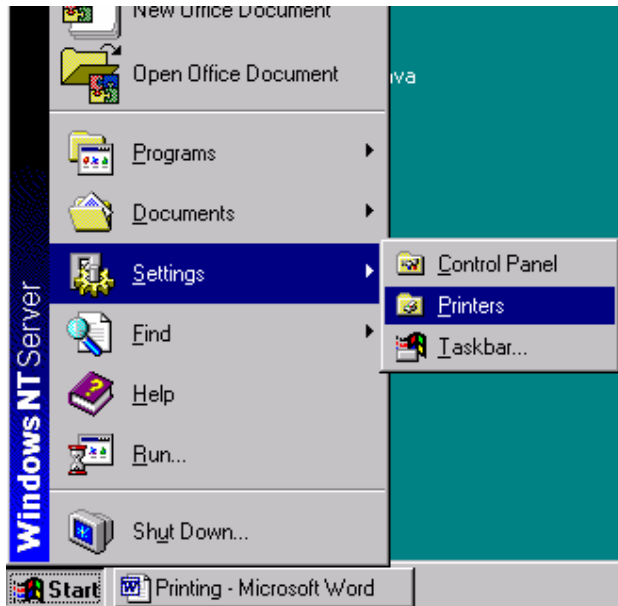 New Office Document
Open Office Document
Programs
Documents
Settings
Find
Help
Run...
Shut Down...
Control Panel
Printers
Taskbar...
iva
Windows NT Server
Start
Printing - Microsoft Word